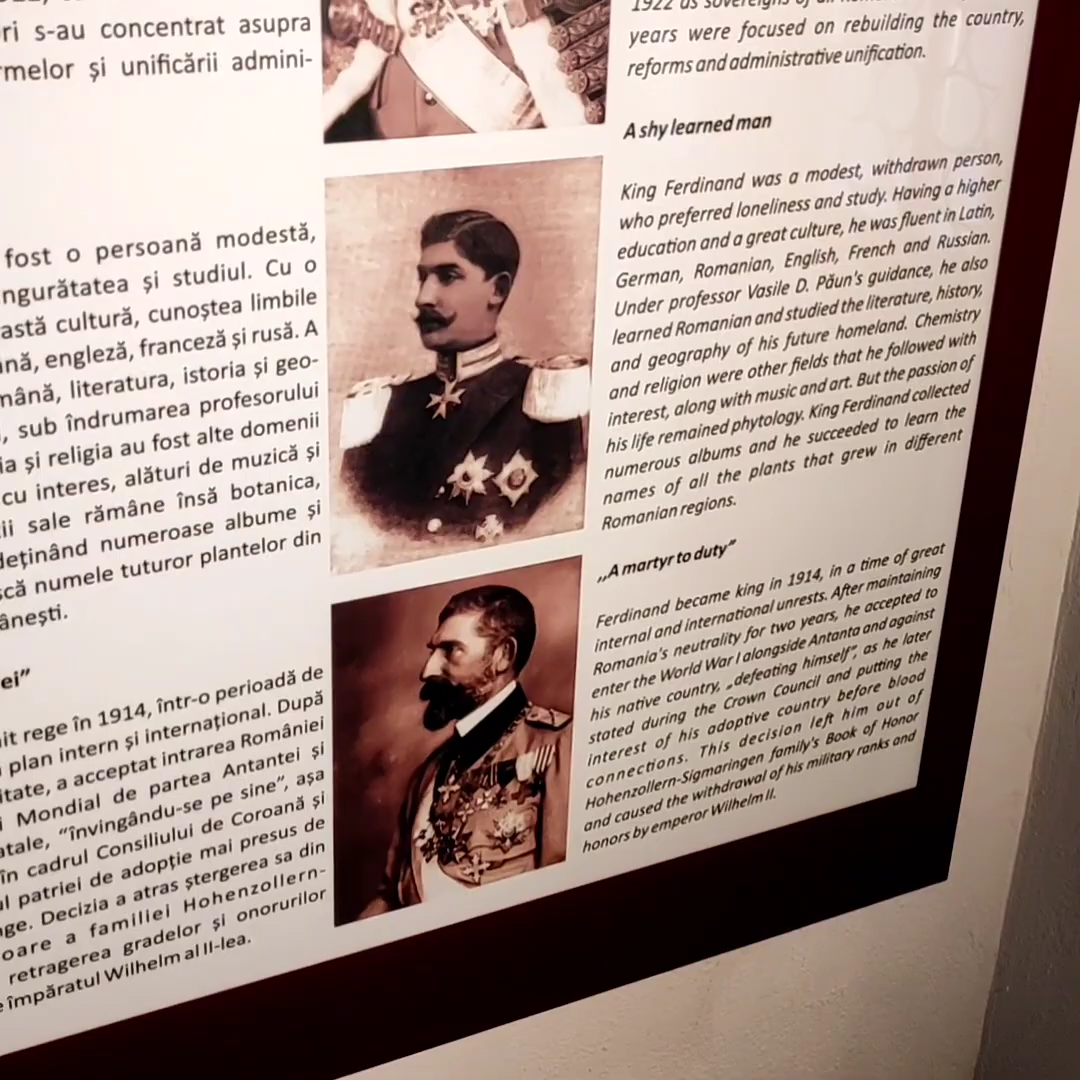 ri s-au concentrat asupra
rmelor și unificării admini-
fost o persoană modestă,
ngurătatea și studiul. Cu o
astă cultură, cunoștea limbile
nă, engleză, franceză și rusă. A
mână, literatura, istoria și geo-
, sub îndrumarea profesorului
ia și religia au fost alte domenii
cu interes, alături de muzică și
ții sale rămâne însă botanica,
deținând numeroase albume și
scă numele tuturor plantelor din
ânești.
ei”
it rege în 1914, într-o perioadă de
plan intern și internațional. După
itate, a acceptat intrarea României
Mondial de partea Antantei și
atale, “învingându-se pe sine”, așa
în cadrul Consiliului de Coroană și
ul patriei de adopție mai presus de
nge. Decizia a atras ștergerea sa din
oare a familiei Hohenzollern-
retragerea gradelor și onorurilor
e împăratul Wilhelm al II-lea.
1922 as sovereigns of all
years were focused on rebuilding the country,
reforms and administrative unification.
A shy learned man
King Ferdinand was a modest, withdrawn person,
who preferred loneliness and study. Having a higher
education and a great culture, he was fluent in Latin,
German, Romanian, English, French and Russian.
Under professor Vasile D. Păun's guidance, he also
learned Romanian and studied the literature, history,
and geography of his future homeland. Chemistry
and religion were other fields that he followed with
interest, along with music and art. But the passion of
his life remained phytology. King Ferdinand collected
numerous albums and he succeeded to learn the
names of all the plants that grew in different
Romanian regions.
„A martyr to duty”
Ferdinand became king in 1914, in a time of great
internal and international unrests. After maintaining
Romania's neutrality for two years, he accepted to
enter the World War I alongside Antanta and against
his native country, „defeating himself”, as he later
stated during the Crown Council and putting the
interest of his adoptive country before blood
connections. This decision left him out of
Hohenzollern-Sigmaringen family's Book of Honor
and caused the withdrawal of his military ranks and
honors by emperor Wilhelm II.